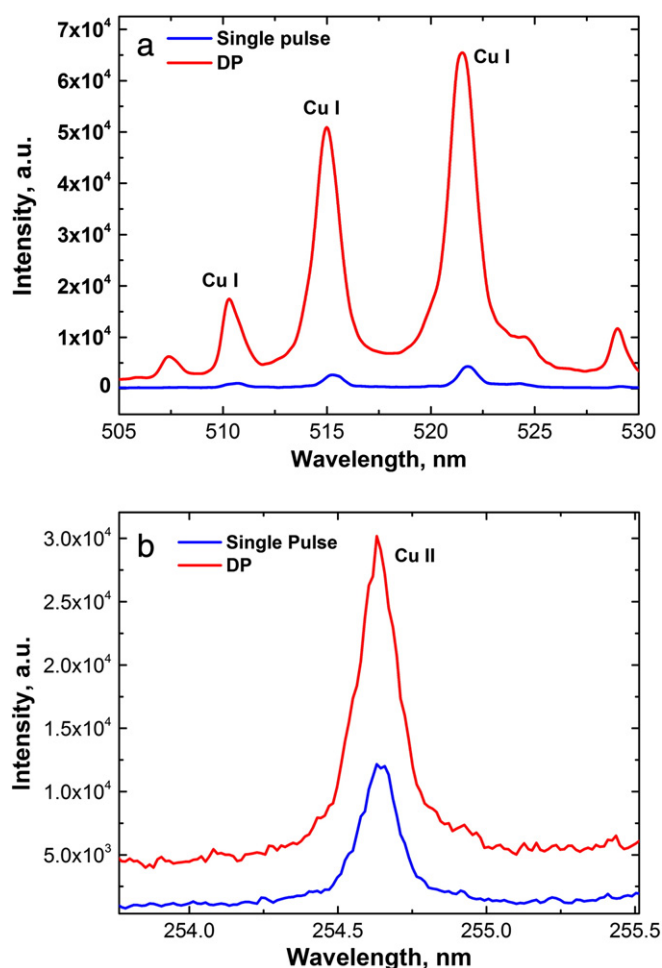 a
Single pulse
DP
Cu I
Cu I
Cu I
7x10⁴
6x10⁴
5x10⁴
4x10⁴
3x10⁴
2x10⁴
1x10⁴
0
Intensity, a.u.
505 510 515 520 525 530
Wavelength, nm
b
Single Pulse
DP
Cu II
3.0x10⁴
2.5x10⁴
2.0x10⁴
1.5x10⁴
1.0x10⁴
5.0x10³
Intensity, a.u.
254.0 254.5 255.0 255.5
Wavelength, nm